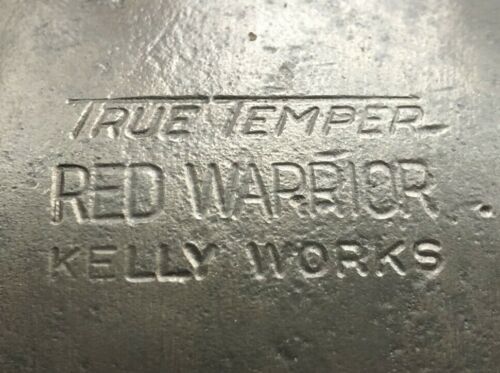 TRUE TEMPER
RED WARRIOR
KELLY WORKS